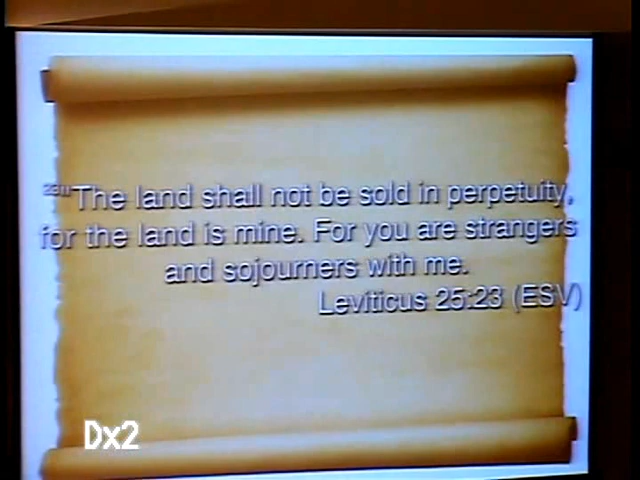 23"The land shall not be sold in perpetuity,
for the land is mine. For you are strangers
and sojourners with me.
Leviticus 25:23 (ESV)
Dx2